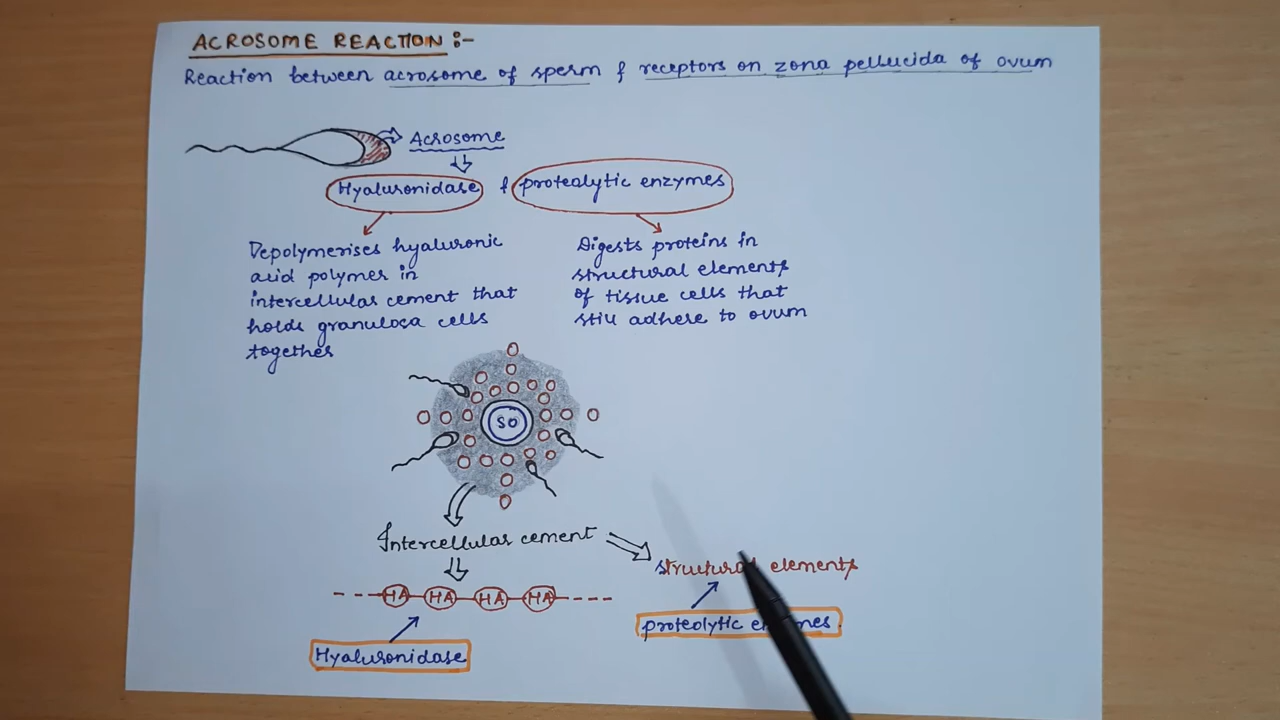 ACROSOME REACTION :-
Reaction between acrosome of sperm & receptors on zona pellucida of ovum
Acrosome
Hyaluronidase & proteolytic enzymes
Depolymerises hyaluronic
acid polymer in
intercellular cement that
holds granulosa cells
together
Digests proteins in
structural elements
of tissue cells that
still adhere to ovum
SO
Intercellular cement
structural elements
HA HA HA HA
proteolytic enzymes.
Hyaluronidase